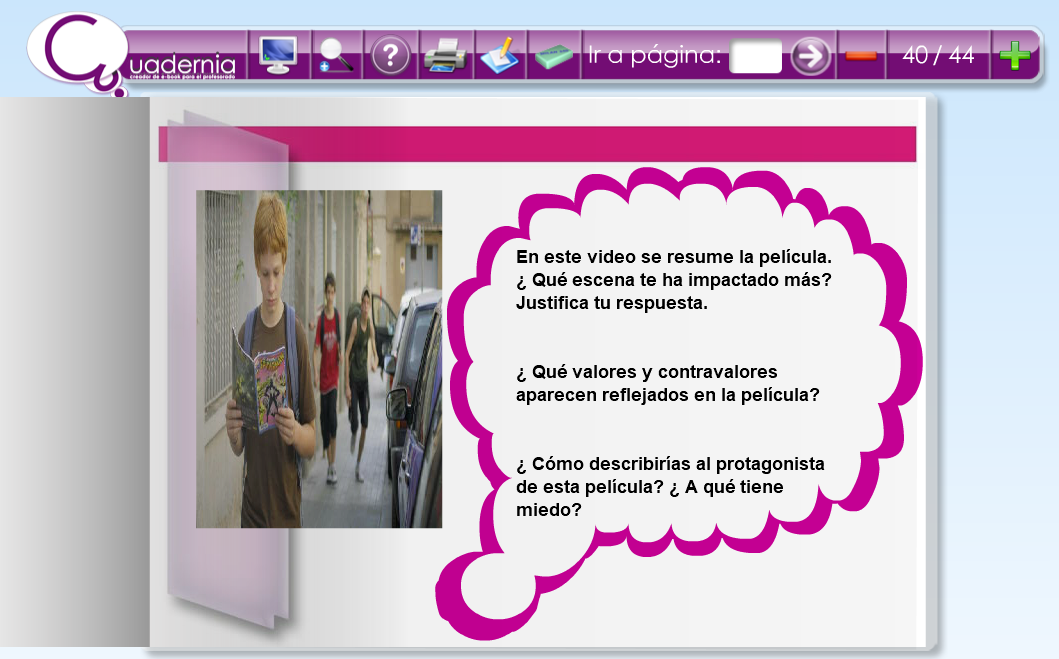 uadernia
creador de e-book para el profesorado
?
Ir a página:
40 / 44
En este video se resume la película.
¿ Qué escena te ha impactado más?
Justifica tu respuesta.
¿ Qué valores y contravalores
aparecen reflejados en la película?
¿ Cómo describirías al protagonista
de esta película? ¿ A qué tiene
miedo?